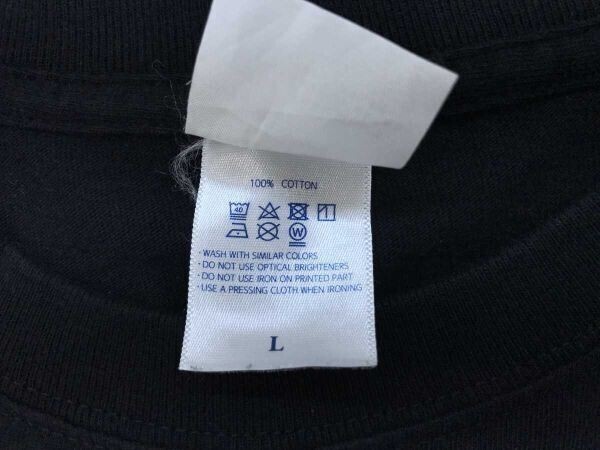 100% COTTON
40
W
·WASH WITH SIMILAR COLORS
·DO NOT USE OPTICAL BRIGHTENERS
·DO NOT USE IRON ON PRINTED PART
·USE A PRESSING CLOTH WHEN IRONING
L